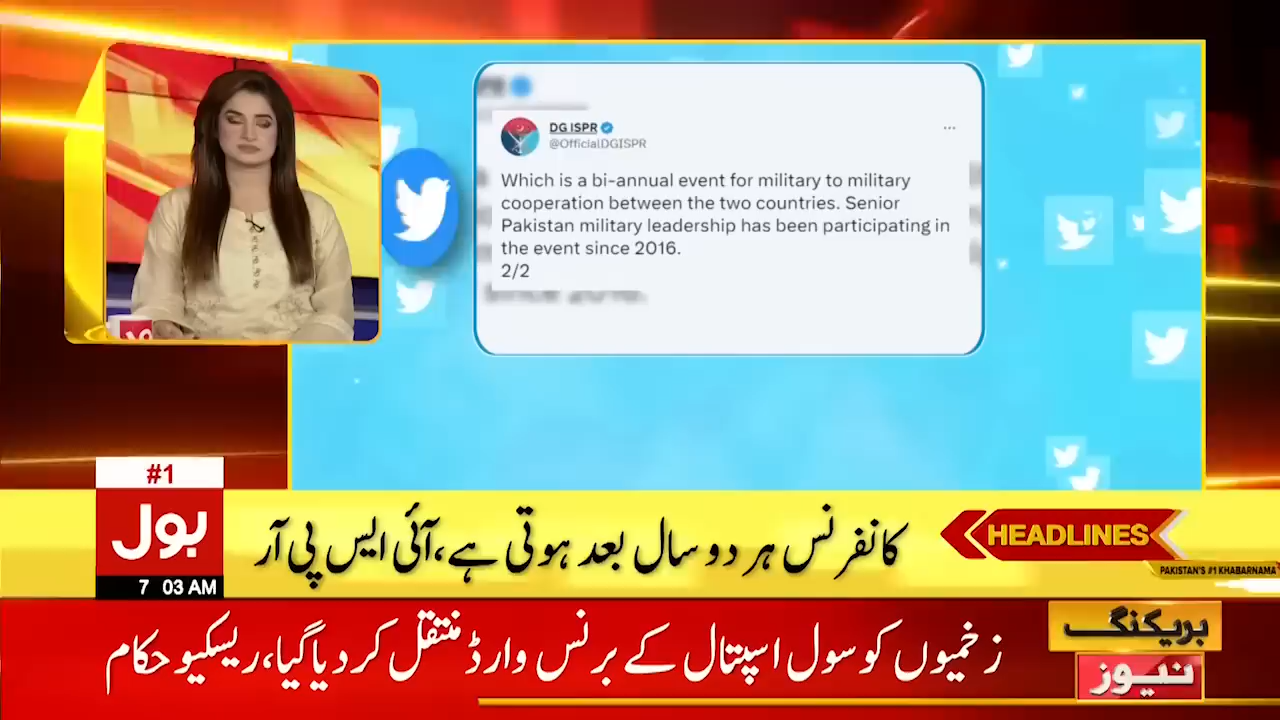 DG ISPR
@OfficialDGISPR
Which is a bi-annual event for military to military
cooperation between the two countries. Senior
Pakistan military leadership has been participating in
the event since 2016.
2/2
#1
بول
7 03 AM
کانفرنس ہر دو سال بعد ہوتی ہے، آئی ایس پی آر
HEADLINES
PAKISTAN'S #1 KHABARNAMA
زخمیوں کو سول اسپتال کے برنس وارڈ منتقل کر دیا گیا، ریسکیو حکام
بریکنگ
نیوز